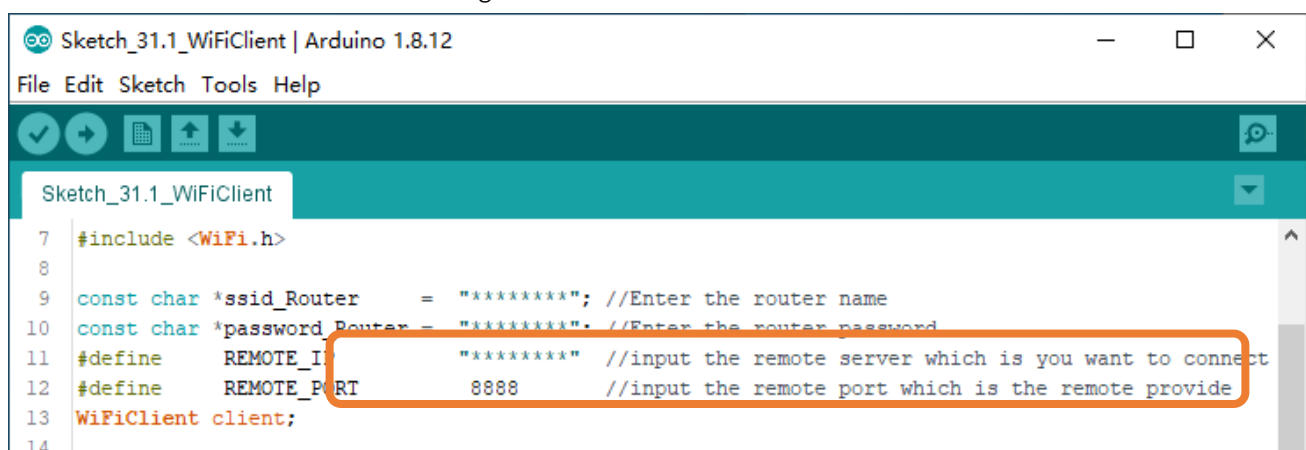 Sketch_31.1_WiFiClient | Arduino 1.8.12
File Edit Sketch Tools Help
Sketch_31.1_WiFiClient
7 #include <WiFi.h>
8
9 const char *ssid_Router = "********"; //Enter the router name
10 const char *password_Router = "********"; //Enter the router password
11 #define REMOTE_IP "********" //input the remote server which is you want to connect
12 #define REMOTE_PORT 8888 //input the remote port which is the remote provide
13 WiFiClient client;
14